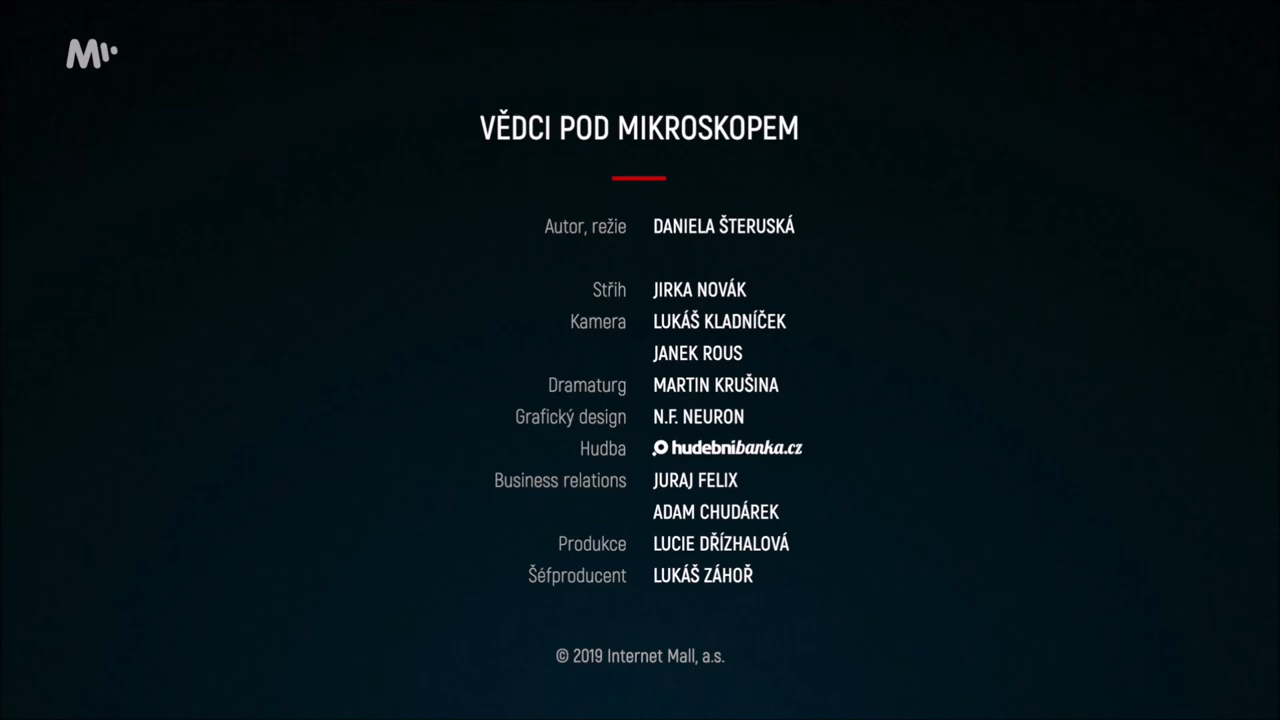 VĚDCI POD MIKROSKOPEM
Autor, režie DANIELA ŠTERUSKÁ
Střih JIRKA NOVÁK
Kamera LUKÁŠ KLADNÍČEK
JANEK ROUS
Dramaturg MARTIN KRUŠINA
Grafický design N.F. NEURON
Hudba hudebnibanka.cz
Business relations JURAJ FELIX
ADAM CHUDÁREK
Produkce LUCIE DŘÍZHALOVÁ
Šéfproducent LUKÁŠ ZÁHOŘ
© 2019 Internet Mall, a.s.